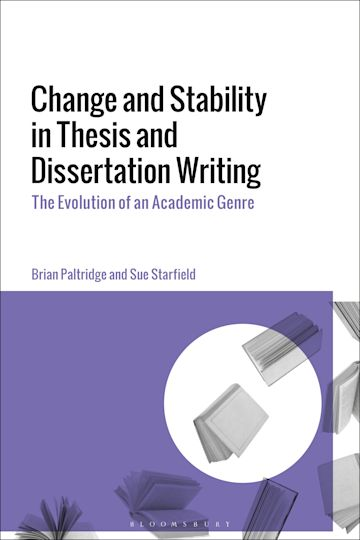 Change and Stability
in Thesis and
Dissertation Writing
The Evolution of an Academic Genre
Brian Paltridge and Sue Starfield
BLOOMSBURY